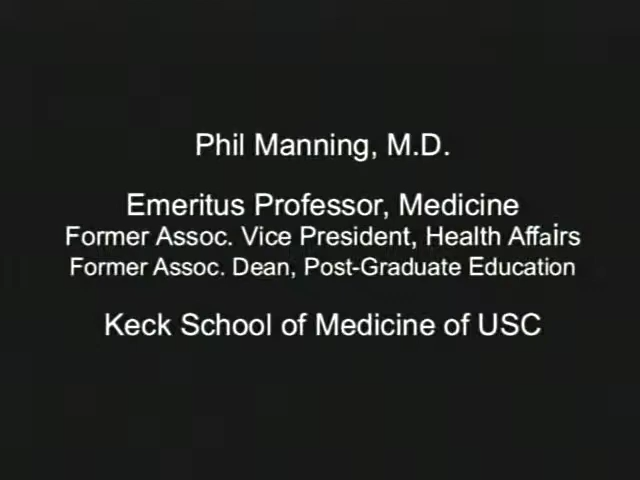 Phil Manning, M.D.
Emeritus Professor, Medicine
Former Assoc. Vice President, Health Affairs
Former Assoc. Dean, Post-Graduate Education
Keck School of Medicine of USC